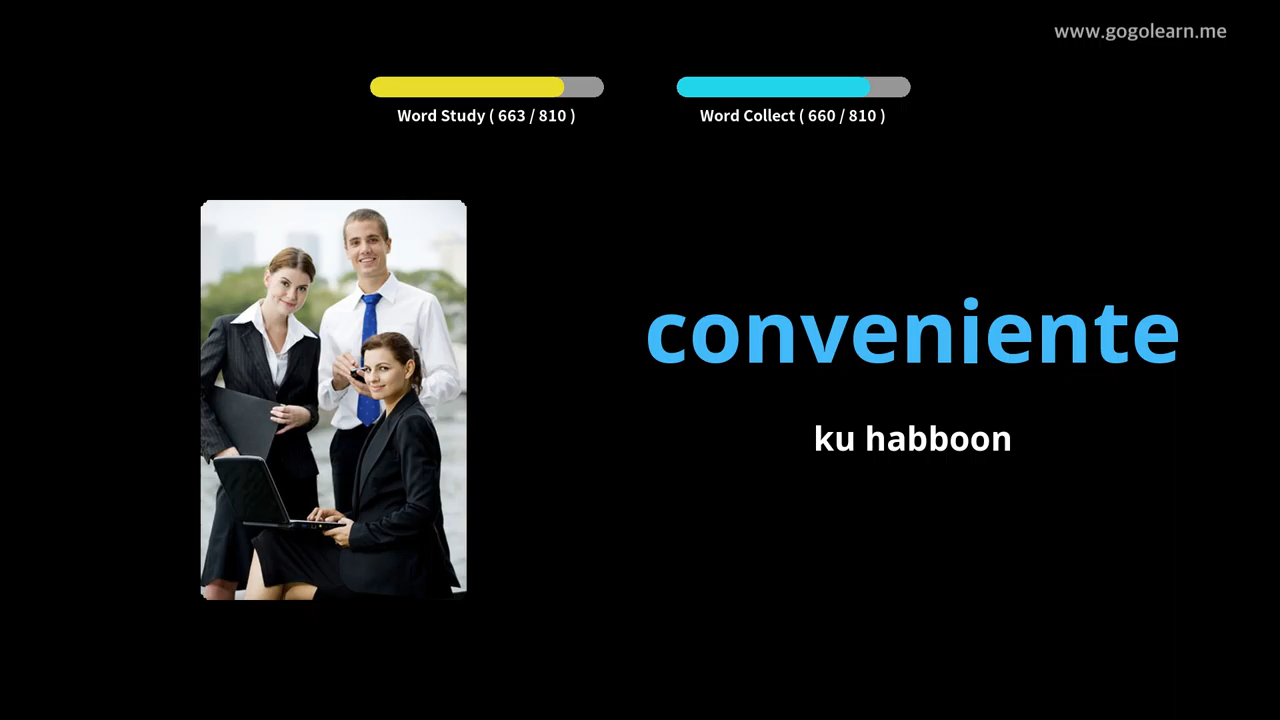 www.gogolearn.me
Word Study ( 663 / 810 )
Word Collect ( 660 / 810 )
conveniente
ku habboon